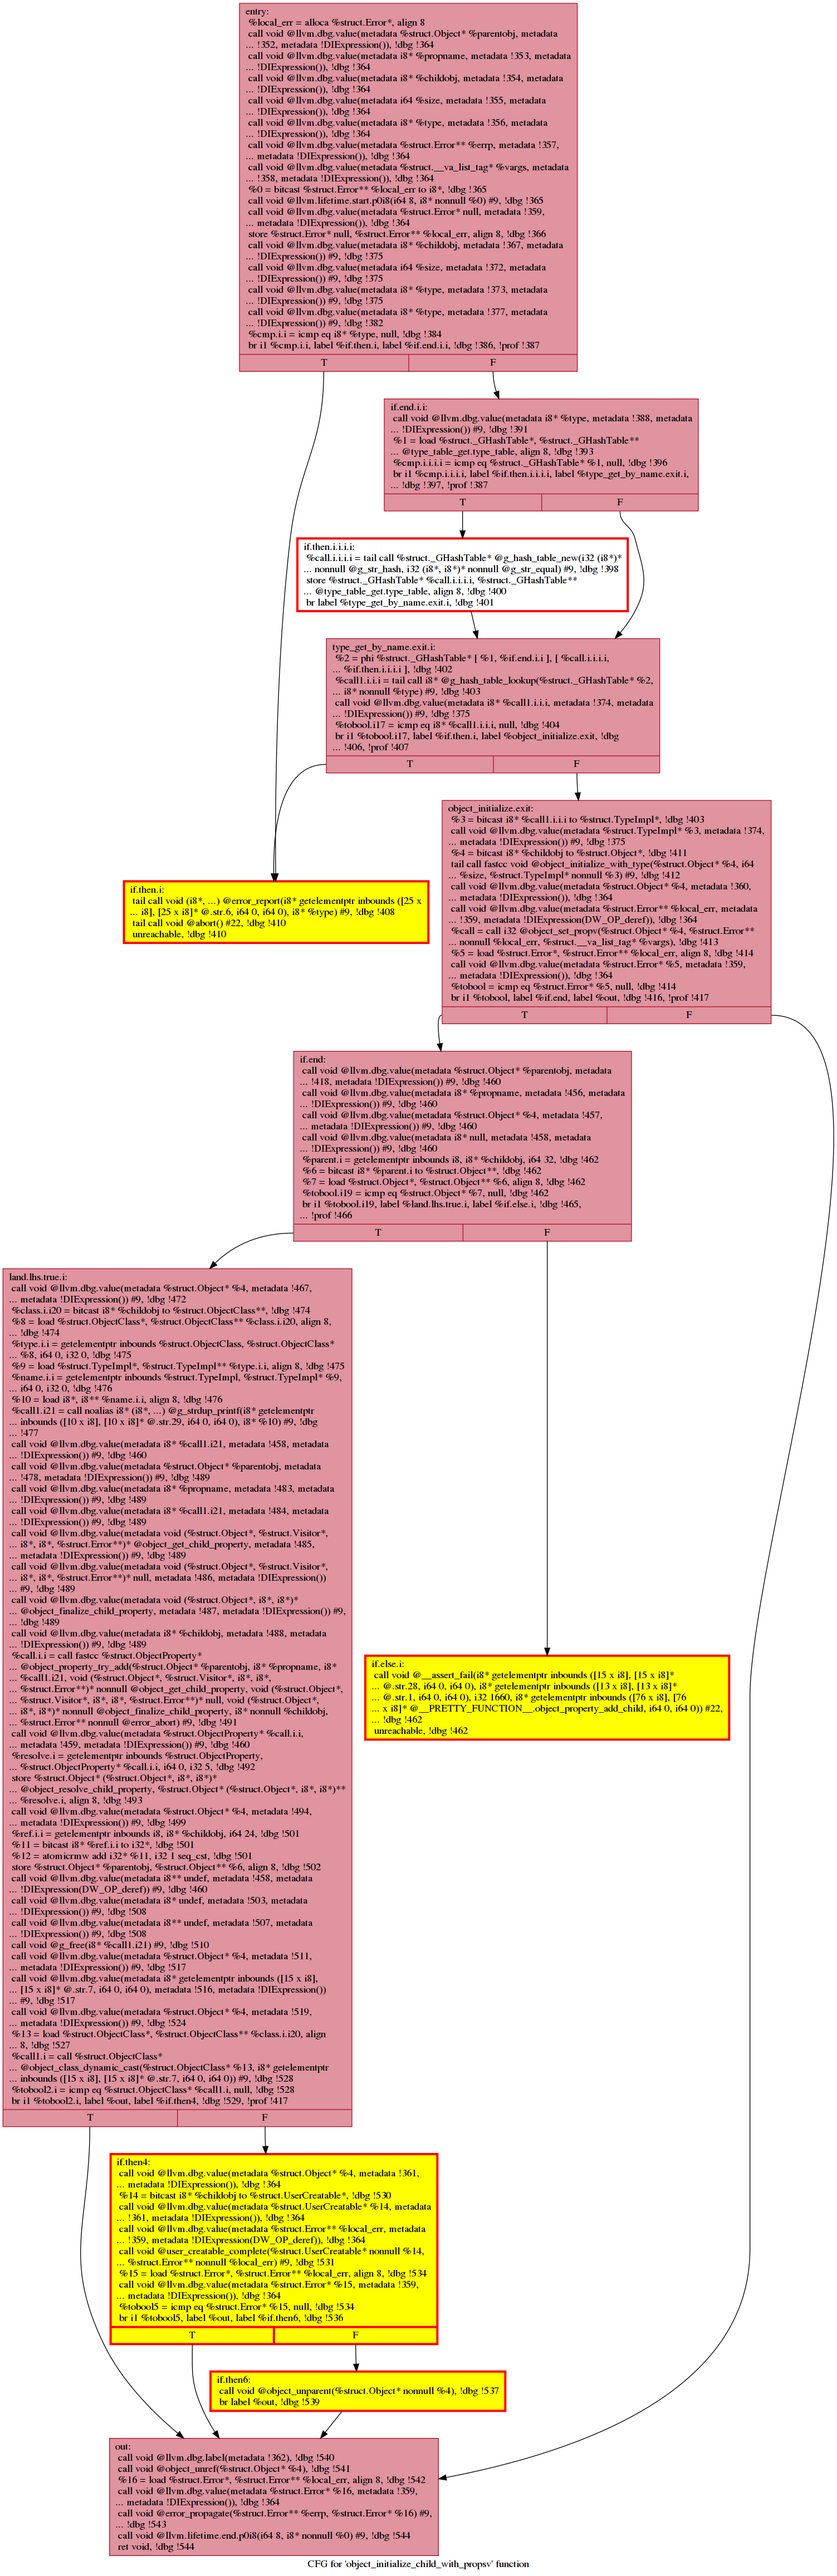 entry:
%local_err = alloca %struct.Error*, align 8
call void @llvm.dbg.value(metadata %struct.Object* %parentobj, metadata
... !352, metadata !DIExpression()), !dbg !364
call void @llvm.dbg.value(metadata i8* %propname, metadata !353, metadata
... !DIExpression()), !dbg !364
call void @llvm.dbg.value(metadata i8* %childobj, metadata !354, metadata
... !DIExpression()), !dbg !364
call void @llvm.dbg.value(metadata i64 %size, metadata !355, metadata
... !DIExpression()), !dbg !364
call void @llvm.dbg.value(metadata i8* %type, metadata !356, metadata
... !DIExpression()), !dbg !364
call void @llvm.dbg.value(metadata %struct.Error** %errp, metadata !357,
... metadata !DIExpression()), !dbg !364
call void @llvm.dbg.value(metadata %struct.__va_list_tag* %vargs, metadata
... !358, metadata !DIExpression()), !dbg !364
%0 = bitcast %struct.Error** %local_err to i8*, !dbg !365
call void @llvm.lifetime.start.p0i8(i64 8, i8* nonnull %0) #9, !dbg !365
call void @llvm.dbg.value(metadata %struct.Error* null, metadata !359,
... metadata !DIExpression()), !dbg !364
store %struct.Error* null, %struct.Error** %local_err, align 8, !dbg !366
call void @llvm.dbg.value(metadata i8* %childobj, metadata !367, metadata
... !DIExpression()) #9, !dbg !375
call void @llvm.dbg.value(metadata i64 %size, metadata !372, metadata
... !DIExpression()) #9, !dbg !375
call void @llvm.dbg.value(metadata i8* %type, metadata !373, metadata
... !DIExpression()) #9, !dbg !375
call void @llvm.dbg.value(metadata i8* %type, metadata !377, metadata
... !DIExpression()) #9, !dbg !382
%cmp.i.i = icmp eq i8* %type, null, !dbg !384
br i1 %cmp.i.i, label %if.then.i, label %if.end.i.i, !dbg !386, !prof !387
T F
if.end.i.i:
call void @llvm.dbg.value(metadata i8* %type, metadata !388, metadata
... !DIExpression()) #9, !dbg !391
%1 = load %struct._GHashTable*, %struct._GHashTable**
... @type_table_get.type_table, align 8, !dbg !393
%cmp.i.i.i.i = icmp eq %struct._GHashTable* %1, null, !dbg !396
br i1 %cmp.i.i.i.i, label %if.then.i.i.i.i, label %type_get_by_name.exit.i,
... !dbg !397, !prof !387
T F
if.then.i.i.i.i:
%call.i.i.i.i = tail call %struct._GHashTable* @g_hash_table_new(i32 (i8*)*
... nonnull @g_str_hash, i32 (i8*, i8*)* nonnull @g_str_equal) #9, !dbg !398
store %struct._GHashTable* %call.i.i.i.i, %struct._GHashTable**
... @type_table_get.type_table, align 8, !dbg !400
br label %type_get_by_name.exit.i, !dbg !401
type_get_by_name.exit.i:
%2 = phi %struct._GHashTable* [ %1, %if.end.i.i ], [ %call.i.i.i.i,
... %if.then.i.i.i.i ], !dbg !402
%call1.i.i.i = tail call i8* @g_hash_table_lookup(%struct._GHashTable* %2,
... i8* nonnull %type) #9, !dbg !403
call void @llvm.dbg.value(metadata i8* %call1.i.i.i, metadata !374, metadata
... !DIExpression()) #9, !dbg !375
%tobool.i17 = icmp eq i8* %call1.i.i.i, null, !dbg !404
br i1 %tobool.i17, label %if.then.i, label %object_initialize.exit, !dbg
... !406, !prof !407
T F
object_initialize.exit:
%3 = bitcast i8* %call1.i.i.i to %struct.TypeImpl*, !dbg !403
call void @llvm.dbg.value(metadata %struct.TypeImpl* %3, metadata !374,
... metadata !DIExpression()) #9, !dbg !375
%4 = bitcast i8* %childobj to %struct.Object*, !dbg !411
tail call fastcc void @object_initialize_with_type(%struct.Object* %4, i64
... %size, %struct.TypeImpl* nonnull %3) #9, !dbg !412
call void @llvm.dbg.value(metadata %struct.Object* %4, metadata !360,
... metadata !DIExpression()), !dbg !364
call void @llvm.dbg.value(metadata %struct.Error** %local_err, metadata
... !359, metadata !DIExpression(DW_OP_deref)), !dbg !364
%call = call i32 @object_set_propv(%struct.Object* %4, %struct.Error**
... nonnull %local_err, %struct.__va_list_tag* %vargs), !dbg !413
%5 = load %struct.Error*, %struct.Error** %local_err, align 8, !dbg !414
call void @llvm.dbg.value(metadata %struct.Error* %5, metadata !359,
... metadata !DIExpression()), !dbg !364
%tobool = icmp eq %struct.Error* %5, null, !dbg !414
br i1 %tobool, label %if.end, label %out, !dbg !416, !prof !417
T F
if.then.i:
tail call void (i8*, ...) @error_report(i8* getelementptr inbounds ([25 x
... i8], [25 x i8]* @.str.6, i64 0, i64 0), i8* %type) #9, !dbg !408
tail call void @abort() #22, !dbg !410
unreachable, !dbg !410
if.end:
call void @llvm.dbg.value(metadata %struct.Object* %parentobj, metadata
... !418, metadata !DIExpression()) #9, !dbg !460
call void @llvm.dbg.value(metadata i8* %propname, metadata !456, metadata
... !DIExpression()) #9, !dbg !460
call void @llvm.dbg.value(metadata %struct.Object* %4, metadata !457,
... metadata !DIExpression()) #9, !dbg !460
call void @llvm.dbg.value(metadata i8* null, metadata !458, metadata
... !DIExpression()) #9, !dbg !460
%parent.i = getelementptr inbounds i8, i8* %childobj, i64 32, !dbg !462
%6 = bitcast i8* %parent.i to %struct.Object**, !dbg !462
%7 = load %struct.Object*, %struct.Object** %6, align 8, !dbg !462
%tobool.i19 = icmp eq %struct.Object* %7, null, !dbg !462
br i1 %tobool.i19, label %land.lhs.true.i, label %if.else.i, !dbg !465,
... !prof !466
T F
land.lhs.true.i:
call void @llvm.dbg.value(metadata %struct.Object* %4, metadata !467,
... metadata !DIExpression()) #9, !dbg !472
%class.i.i20 = bitcast i8* %childobj to %struct.ObjectClass**, !dbg !474
%8 = load %struct.ObjectClass*, %struct.ObjectClass** %class.i.i20, align 8,
... !dbg !474
%type.i.i = getelementptr inbounds %struct.ObjectClass, %struct.ObjectClass*
... %8, i64 0, i32 0, !dbg !475
%9 = load %struct.TypeImpl*, %struct.TypeImpl** %type.i.i, align 8, !dbg !475
%name.i.i = getelementptr inbounds %struct.TypeImpl, %struct.TypeImpl* %9,
... i64 0, i32 0, !dbg !476
%10 = load i8*, i8** %name.i.i, align 8, !dbg !476
%call1.i21 = call noalias i8* (i8*, ...) @g_strdup_printf(i8* getelementptr
... inbounds ([10 x i8], [10 x i8]* @.str.29, i64 0, i64 0), i8* %10) #9, !dbg
... !477
call void @llvm.dbg.value(metadata i8* %call1.i21, metadata !458, metadata
... !DIExpression()) #9, !dbg !460
call void @llvm.dbg.value(metadata %struct.Object* %parentobj, metadata
... !478, metadata !DIExpression()) #9, !dbg !489
call void @llvm.dbg.value(metadata i8* %propname, metadata !483, metadata
... !DIExpression()) #9, !dbg !489
call void @llvm.dbg.value(metadata i8* %call1.i21, metadata !484, metadata
... !DIExpression()) #9, !dbg !489
call void @llvm.dbg.value(metadata void (%struct.Object*, %struct.Visitor*,
... i8*, i8*, %struct.Error**)* @object_get_child_property, metadata !485,
... metadata !DIExpression()) #9, !dbg !489
call void @llvm.dbg.value(metadata void (%struct.Object*, %struct.Visitor*,
... i8*, i8*, %struct.Error**)* null, metadata !486, metadata !DIExpression())
... #9, !dbg !489
call void @llvm.dbg.value(metadata void (%struct.Object*, i8*, i8*)*
... @object_finalize_child_property, metadata !487, metadata !DIExpression()) #9,
... !dbg !489
call void @llvm.dbg.value(metadata i8* %childobj, metadata !488, metadata
... !DIExpression()) #9, !dbg !489
%call.i.i = call fastcc %struct.ObjectProperty*
... @object_property_try_add(%struct.Object* %parentobj, i8* %propname, i8*
... %call1.i21, void (%struct.Object*, %struct.Visitor*, i8*, i8*,
... %struct.Error**)* nonnull @object_get_child_property, void (%struct.Object*,
... %struct.Visitor*, i8*, i8*, %struct.Error**)* null, void (%struct.Object*,
... i8*, i8*)* nonnull @object_finalize_child_property, i8* nonnull %childobj,
... %struct.Error** nonnull @error_abort) #9, !dbg !491
call void @llvm.dbg.value(metadata %struct.ObjectProperty* %call.i.i,
... metadata !459, metadata !DIExpression()) #9, !dbg !460
%resolve.i = getelementptr inbounds %struct.ObjectProperty,
... %struct.ObjectProperty* %call.i.i, i64 0, i32 5, !dbg !492
store %struct.Object* (%struct.Object*, i8*, i8*)*
... @object_resolve_child_property, %struct.Object* (%struct.Object*, i8*, i8*)**
... %resolve.i, align 8, !dbg !493
call void @llvm.dbg.value(metadata %struct.Object* %4, metadata !494,
... metadata !DIExpression()) #9, !dbg !499
%ref.i.i = getelementptr inbounds i8, i8* %childobj, i64 24, !dbg !501
%11 = bitcast i8* %ref.i.i to i32*, !dbg !501
%12 = atomicrmw add i32* %11, i32 1 seq_cst, !dbg !501
store %struct.Object* %parentobj, %struct.Object** %6, align 8, !dbg !502
call void @llvm.dbg.value(metadata i8** undef, metadata !458, metadata
... !DIExpression(DW_OP_deref)) #9, !dbg !460
call void @llvm.dbg.value(metadata i8* undef, metadata !503, metadata
... !DIExpression()) #9, !dbg !508
call void @llvm.dbg.value(metadata i8** undef, metadata !507, metadata
... !DIExpression()) #9, !dbg !508
call void @g_free(i8* %call1.i21) #9, !dbg !510
call void @llvm.dbg.value(metadata %struct.Object* %4, metadata !511,
... metadata !DIExpression()) #9, !dbg !517
call void @llvm.dbg.value(metadata i8* getelementptr inbounds ([15 x i8],
... [15 x i8]* @.str.7, i64 0, i64 0), metadata !516, metadata !DIExpression())
... #9, !dbg !517
call void @llvm.dbg.value(metadata %struct.Object* %4, metadata !519,
... metadata !DIExpression()) #9, !dbg !524
%13 = load %struct.ObjectClass*, %struct.ObjectClass** %class.i.i20, align
... 8, !dbg !527
%call1.i = call %struct.ObjectClass*
... @object_class_dynamic_cast(%struct.ObjectClass* %13, i8* getelementptr
... inbounds ([15 x i8], [15 x i8]* @.str.7, i64 0, i64 0)) #9, !dbg !528
%tobool2.i = icmp eq %struct.ObjectClass* %call1.i, null, !dbg !528
br i1 %tobool2.i, label %out, label %if.then4, !dbg !529, !prof !417
T F
if.else.i:
call void @__assert_fail(i8* getelementptr inbounds ([15 x i8], [15 x i8]*
... @.str.28, i64 0, i64 0), i8* getelementptr inbounds ([13 x i8], [13 x i8]*
... @.str.1, i64 0, i64 0), i32 1660, i8* getelementptr inbounds ([76 x i8], [76
... x i8]* @__PRETTY_FUNCTION__.object_property_add_child, i64 0, i64 0)) #22,
... !dbg !462
unreachable, !dbg !462
if.then4:
call void @llvm.dbg.value(metadata %struct.Object* %4, metadata !361,
... metadata !DIExpression()), !dbg !364
%14 = bitcast i8* %childobj to %struct.UserCreatable*, !dbg !530
call void @llvm.dbg.value(metadata %struct.UserCreatable* %14, metadata
... !361, metadata !DIExpression()), !dbg !364
call void @llvm.dbg.value(metadata %struct.Error** %local_err, metadata
... !359, metadata !DIExpression(DW_OP_deref)), !dbg !364
call void @user_creatable_complete(%struct.UserCreatable* nonnull %14,
... %struct.Error** nonnull %local_err) #9, !dbg !531
%15 = load %struct.Error*, %struct.Error** %local_err, align 8, !dbg !534
call void @llvm.dbg.value(metadata %struct.Error* %15, metadata !359,
... metadata !DIExpression()), !dbg !364
%tobool5 = icmp eq %struct.Error* %15, null, !dbg !534
br i1 %tobool5, label %out, label %if.then6, !dbg !536
T F
if.then6:
call void @object_unparent(%struct.Object* nonnull %4), !dbg !537
br label %out, !dbg !539
out:
call void @llvm.dbg.label(metadata !362), !dbg !540
call void @object_unref(%struct.Object* %4), !dbg !541
%16 = load %struct.Error*, %struct.Error** %local_err, align 8, !dbg !542
call void @llvm.dbg.value(metadata %struct.Error* %16, metadata !359,
... metadata !DIExpression()), !dbg !364
call void @error_propagate(%struct.Error** %errp, %struct.Error* %16) #9,
... !dbg !543
call void @llvm.lifetime.end.p0i8(i64 8, i8* nonnull %0) #9, !dbg !544
ret void, !dbg !544
CFG for 'object_initialize_child_with_propsv' function